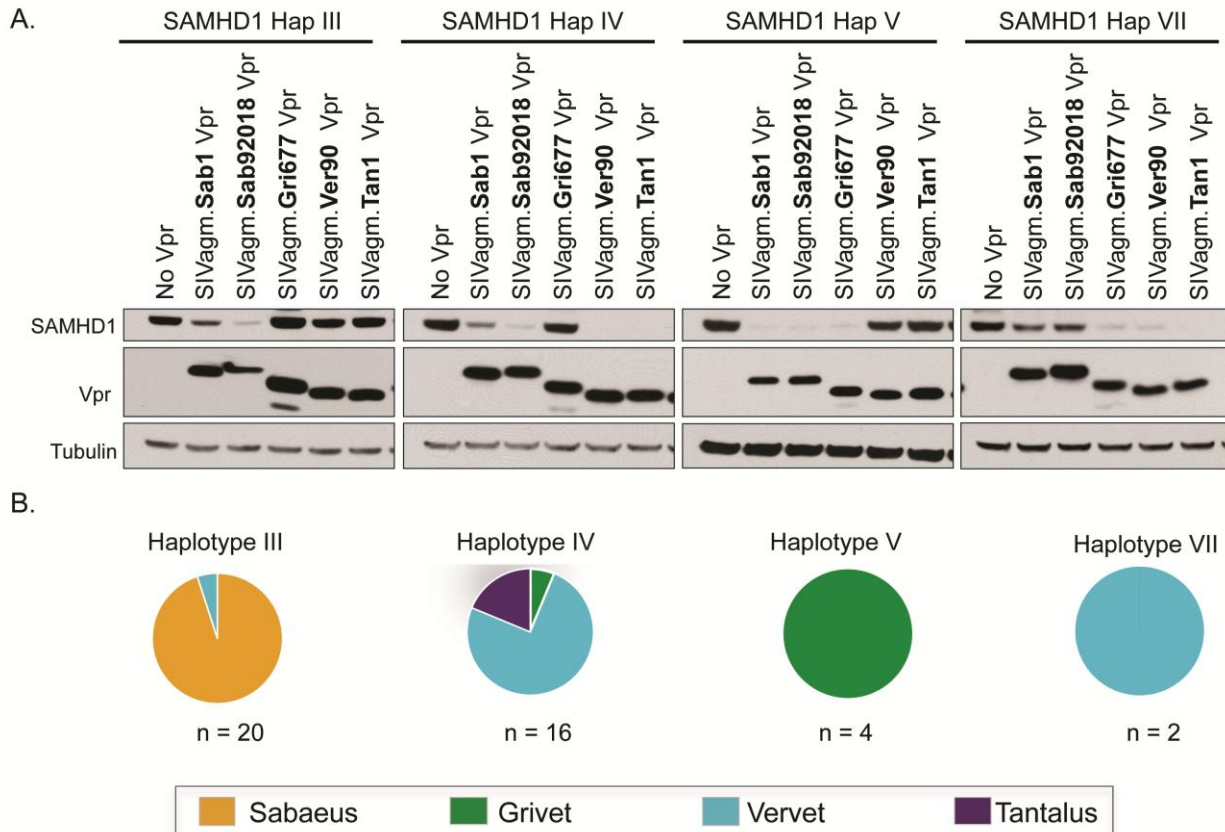 A.
SAMHD1 Hap III
SAMHD1 Hap IV
SAMHD1 Hap V
SAMHD1 Hap VII
No Vpr
SIVagm.Sab1 Vpr
SIVagm.Sab92018 Vpr
SIVagm.Gri677 Vpr
SIVagm.Ver90 Vpr
SIVagm.Tan1 Vpr
No Vpr
SIVagm.Sab1 Vpr
SIVagm.Sab92018 Vpr
SIVagm.Gri677 Vpr
SIVagm.Ver90 Vpr
SIVagm.Tan1 Vpr
No Vpr
SIVagm.Sab1 Vpr
SIVagm.Sab92018 Vpr
SIVagm.Gri677 Vpr
SIVagm.Ver90 Vpr
SIVagm.Tan1 Vpr
No Vpr
SIVagm.Sab1 Vpr
SIVagm.Sab92018 Vpr
SIVagm.Gri677 Vpr
SIVagm.Ver90 Vpr
SIVagm.Tan1 Vpr
SAMHD1
Vpr
Tubulin
B.
Haplotype III
Haplotype IV
Haplotype V
Haplotype VII
n = 20
n = 16
n = 4
n = 2
Sabaeus
Grivet
Vervet
Tantalus